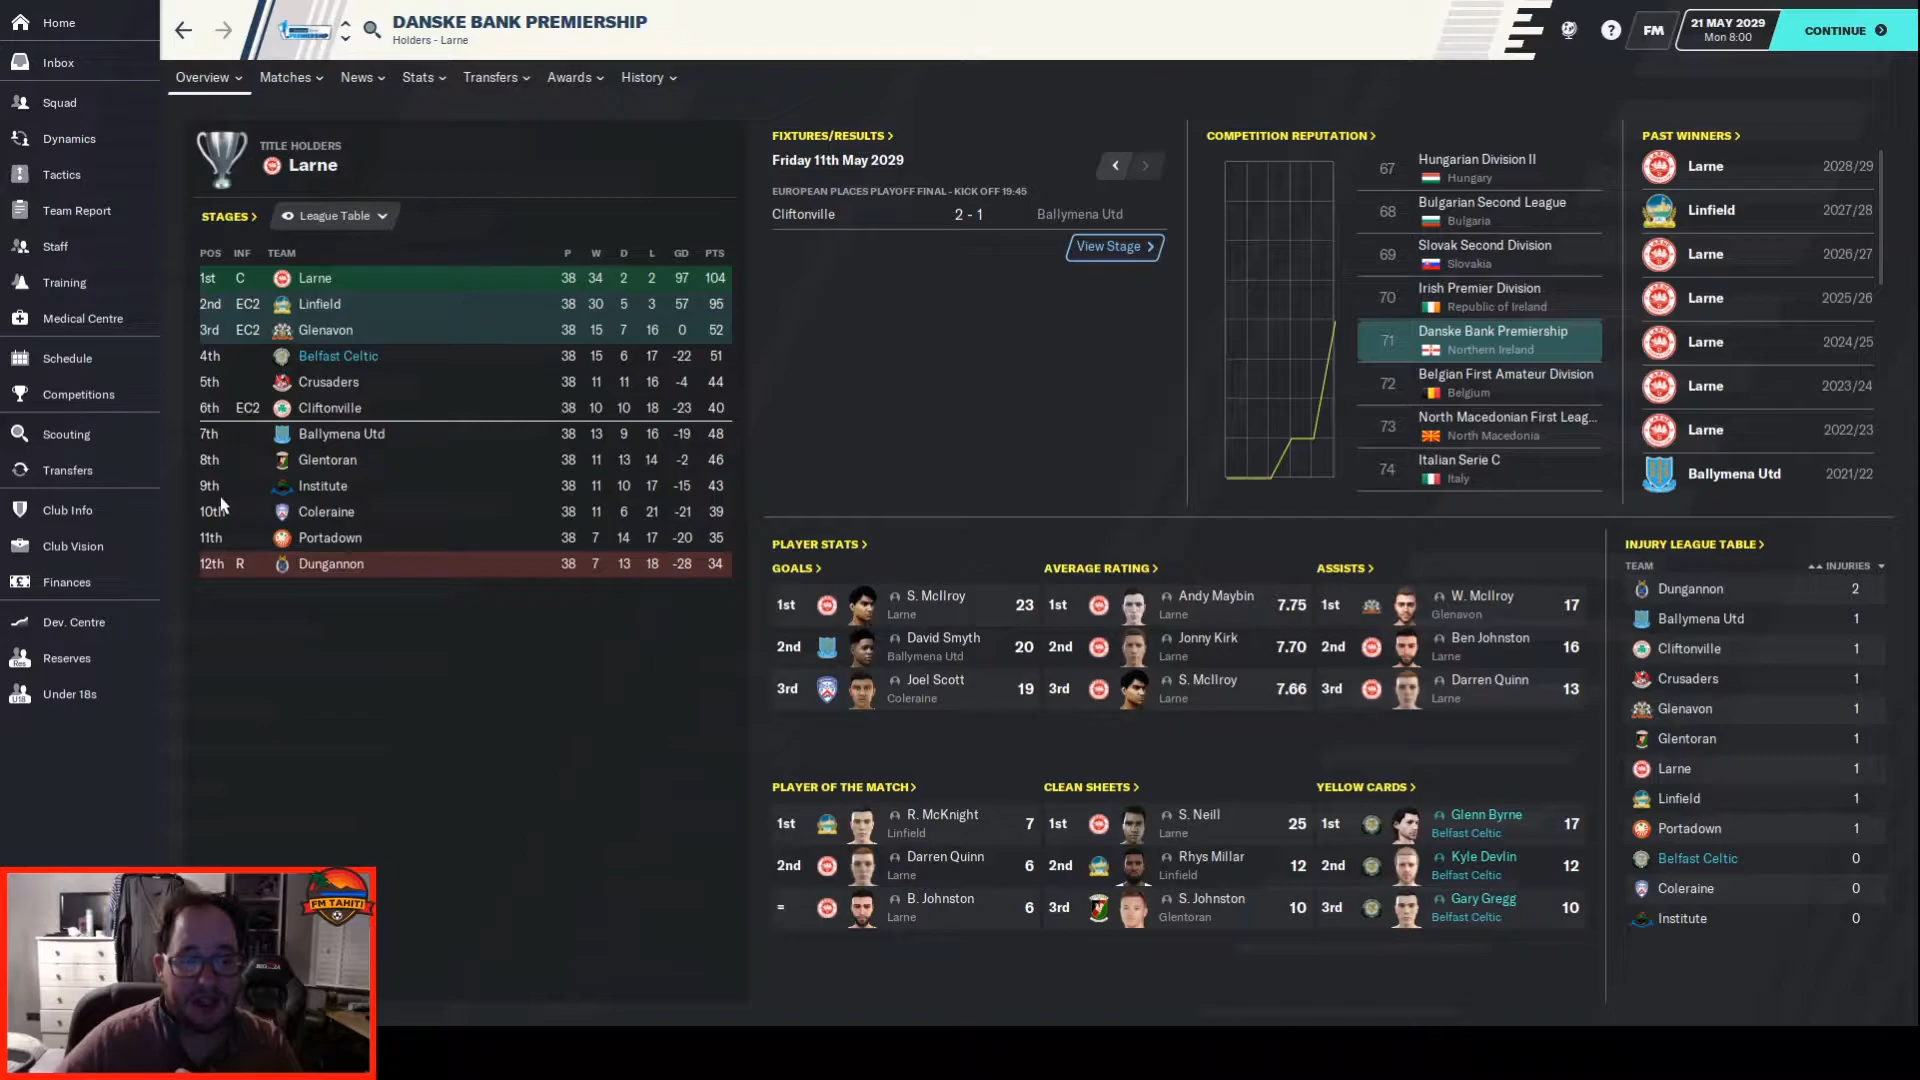 Home
Inbox
Squad
Dynamics
Tactics
Team Report
Staff
Training
Medical Centre
Schedule
Competitions
Scouting
Transfers
Club Info
Club Vision
Finances
Dev. Centre
Reserves
Under 18s
DANSKE BANK PREMIERSHIP
Holders - Larne
FM
21 MAY 2029
Mon 8:00
CONTINUE
Overview Matches News Stats Transfers Awards History
TITLE HOLDERS
Larne
STAGES > League Table
POS INF TEAM P W D L GD PTS
1st C Larne 38 34 2 2 97 104
2nd EC2 Linfield 38 30 5 3 57 95
3rd EC2 Glenavon 38 15 7 16 0 52
4th Belfast Celtic 38 15 6 17 -22 51
5th Crusaders 38 11 11 16 -4 44
6th EC2 Cliftonville 38 10 10 18 -23 40
7th Ballymena Utd 38 13 9 16 -19 48
8th Glentoran 38 11 13 14 -2 46
9th Institute 38 11 10 17 -15 43
10th Coleraine 38 11 6 21 -21 39
11th Portadown 38 7 14 17 -20 35
12th R Dungannon 38 7 13 18 -28 34
FIXTURES/RESULTS >
Friday 11th May 2029
EUROPEAN PLACES PLAYOFF FINAL - KICK OFF 19:45
Cliftonville 2 - 1 Ballymena Utd
View Stage >
COMPETITION REPUTATION >
67 Hungarian Division II
Hungary
68 Bulgarian Second League
Bulgaria
69 Slovak Second Division
Slovakia
70 Irish Premier Division
Republic of Ireland
71 Danske Bank Premiership
Northern Ireland
72 Belgian First Amateur Division
Belgium
73 North Macedonian First Leag...
North Macedonia
74 Italian Serie C
Italy
PAST WINNERS >
Larne 2028/29
Linfield 2027/28
Larne 2026/27
Larne 2025/26
Larne 2024/25
Larne 2023/24
Larne 2022/23
Ballymena Utd 2021/22
PLAYER STATS >
GOALS >
1st S. McIlroy 23
Larne
2nd David Smyth 20
Ballymena Utd
3rd Joel Scott 19
Coleraine
AVERAGE RATING >
1st Andy Maybin 7.75
Larne
2nd Jonny Kirk 7.70
Larne
3rd S. McIlroy 7.66
Larne
ASSISTS >
1st W. McIlroy 17
Glenavon
2nd Ben Johnston 16
Larne
3rd Darren Quinn 13
Larne
PLAYER OF THE MATCH >
1st R. McKnight 7
Linfield
2nd Darren Quinn 6
Larne
= B. Johnston 6
Larne
CLEAN SHEETS >
1st S. Neill 25
Larne
2nd Rhys Millar 12
Linfield
3rd S. Johnston 10
Glentoran
YELLOW CARDS >
1st Glenn Byrne 17
Belfast Celtic
2nd Kyle Devlin 12
Belfast Celtic
3rd Gary Gregg 10
Belfast Celtic
INJURY LEAGUE TABLE >
TEAM INJURIES
Dungannon 2
Ballymena Utd 1
Cliftonville 1
Crusaders 1
Glenavon 1
Glentoran 1
Larne 1
Linfield 1
Portadown 1
Belfast Celtic 0
Coleraine 0
Institute 0
FM TAHITI